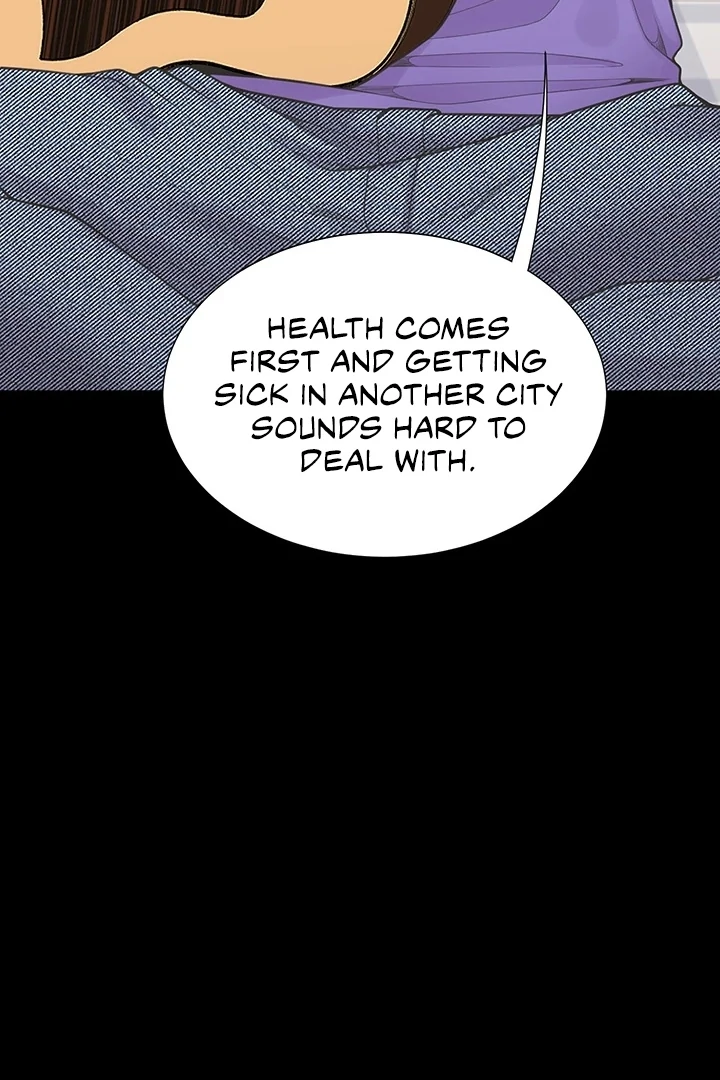 HEALTH COMES
FIRST AND GETTING
SICK IN ANOTHER CITY
SOUNDS HARD TO
DEAL WITH.